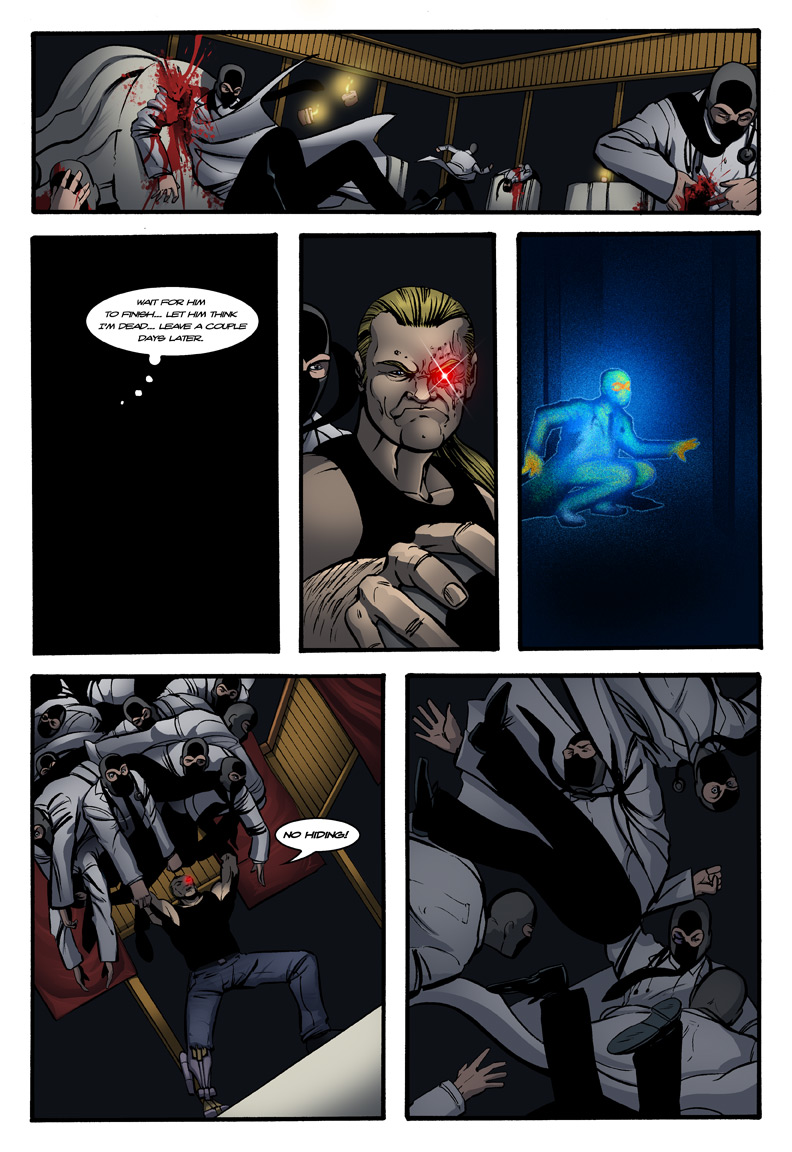 WAIT FOR HIM
TO FINISH... LET HIM THINK
I'M DEAD... LEAVE A COUPLE
DAYS LATER.
NO HIDING!